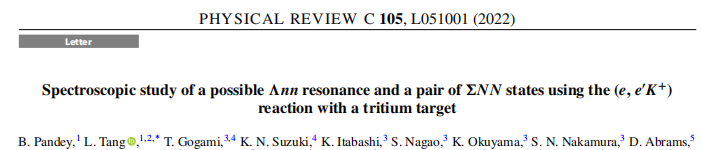 PHYSICAL REVIEW C 105, L051001 (2022)
Letter
Spectroscopic study of a possible Λnn resonance and a pair of ΣNN states using the (e, e′K⁺)
reaction with a tritium target
B. Pandey,¹ L. Tang ,¹,²,* T. Gogami,³,⁴ K. N. Suzuki,⁴ K. Itabashi,³ S. Nagao,³ K. Okuyama,³ S. N. Nakamura,³ D. Abrams,⁵